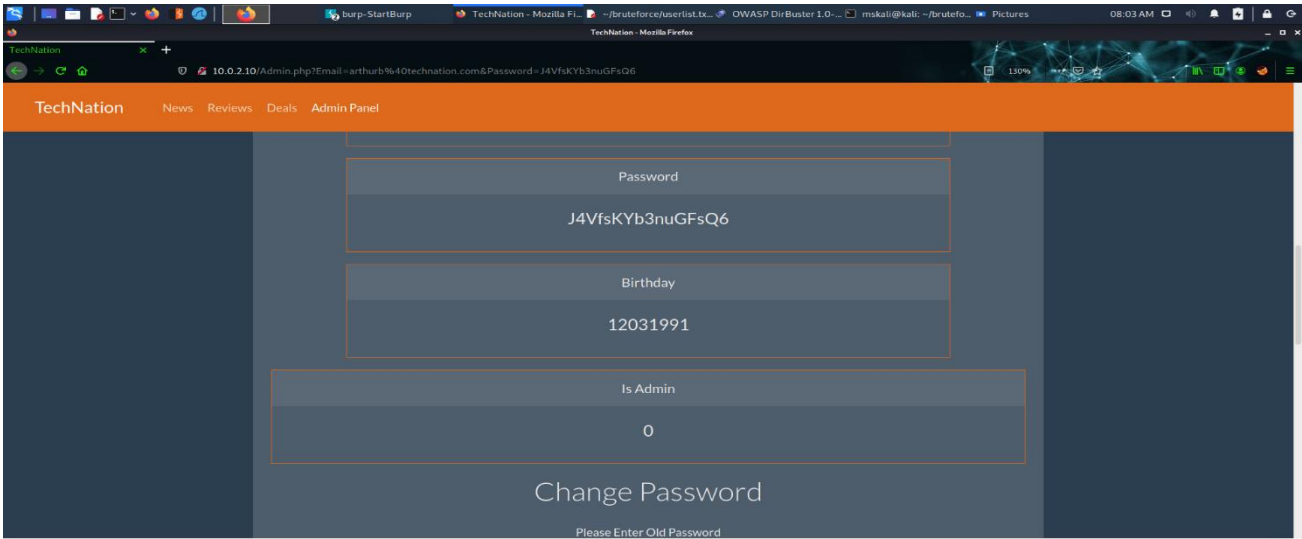 burp-StartBurp TechNation - Mozilla Fi... ~/bruteforce/userlist.tx... OWASP DirBuster 1.0-... mskali@kali: ~/brutefo... Pictures 08:03 AM
TechNation - Mozilla Firefox
TechNation
10.0.2.10/Admin.php?Email=arthurb%40technation.com&Password=J4VfsKYb3nuGFsQ6 130%
TechNation News Reviews Deals Admin Panel
Password
J4VfsKYb3nuGFsQ6
Birthday
12031991
Is Admin
0
Change Password
Please Enter Old Password